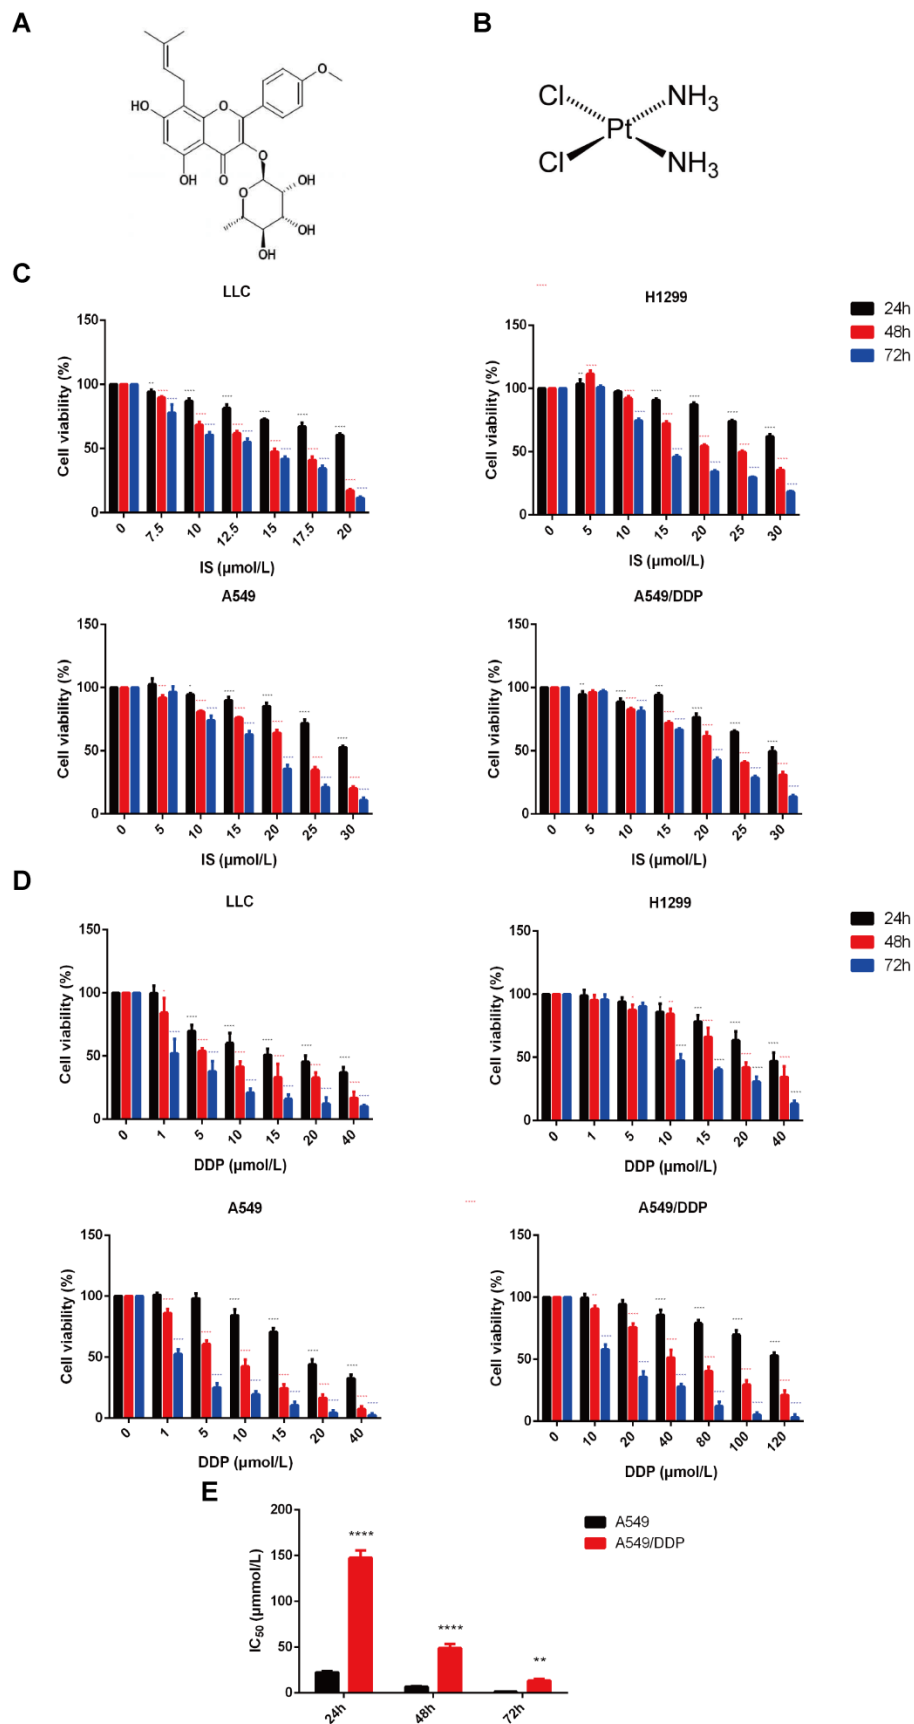 A
B
O
HO
O
OH
O
O
O
OH
OH
OH
Cl
NH3
Pt
Cl
NH3
C
LLC
Cell viability (%)
150
100
50
0
0 7.5 10 12.5 15 17.5 20
IS (µmol/L)
H1299
Cell viability (%)
150
100
50
0
0 5 10 15 20 25 30
IS (µmol/L)
24h
48h
72h
A549
Cell viability (%)
150
100
50
0
0 5 10 15 20 25 30
IS (µmol/L)
A549/DDP
Cell viability (%)
150
100
50
0
0 5 10 15 20 25 30
IS (µmol/L)
D
LLC
Cell viability (%)
150
100
50
0
0 1 5 10 15 20 40
DDP (µmol/L)
H1299
Cell viability (%)
150
100
50
0
0 1 5 10 15 20 40
DDP (µmol/L)
24h
48h
72h
A549
Cell viability (%)
150
100
50
0
0 1 5 10 15 20 40
DDP (µmol/L)
A549/DDP
Cell viability (%)
150
100
50
0
0 10 20 40 80 100 120
DDP (µmol/L)
E
IC50 (µmmol/L)
200
150
100
50
0
****
****
**
24h 48h 72h
A549
A549/DDP